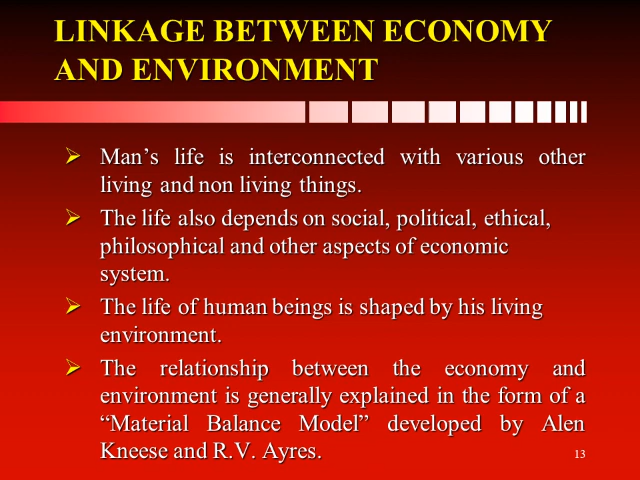 LINKAGE BETWEEN ECONOMY
AND ENVIRONMENT
Man’s life is interconnected with various other
living and non living things.
The life also depends on social, political, ethical,
philosophical and other aspects of economic
system.
The life of human beings is shaped by his living
environment.
The relationship between the economy and
environment is generally explained in the form of a
“Material Balance Model” developed by Alen
Kneese and R.V. Ayres.
13